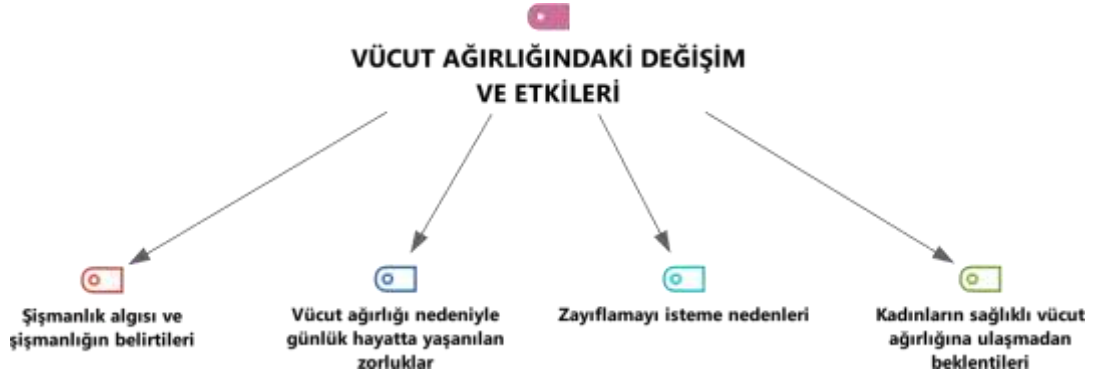 VÜCUT AĞIRLIĞINDAKİ DEĞİŞİM
VE ETKİLERİ
Şişmanlık algısı ve
şişmanlığın belirtileri
Vücut ağırlığı nedeniyle
günlük hayatta yaşanılan
zorluklar
Zayıflamayı isteme nedenleri
Kadınların sağlıklı vücut
ağırlığına ulaşmadan
beklentileri